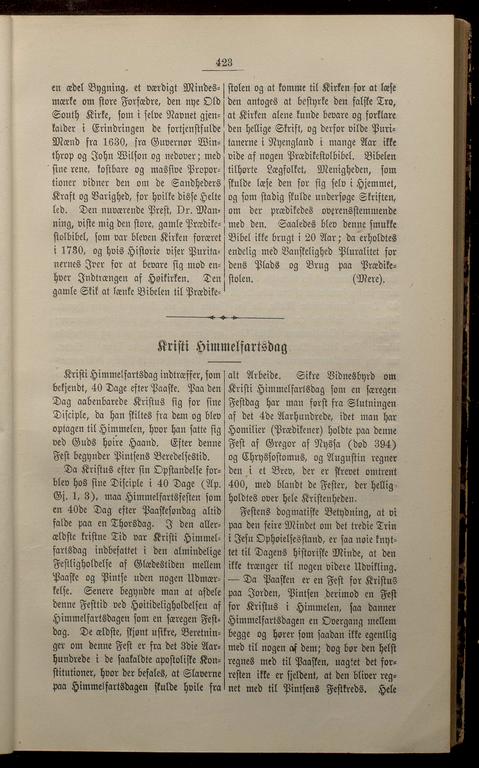 423
en ædel Bygning, et værdigt Mindes-
mærke om store Forfædre, den nye Old
South Kirke, som i selve Navnet gjen-
kalder i Erindringen de fortjenstfulde
Mænd fra 1630, fra Guvernør Win-
throp og John Wilson og nedover; med
sine rene, kostbare og massive Propor-
tioner vidner den om de Sandheders
Kraft og Varighed, for hvilke disse Helte
led. Den nuværende Prest, Dr. Man-
ning, viste mig den store, gamle Prædike-
stolbibel, som var bleven Kirken foræret
i 1730, og hvis Historie viser Purita-
nernes Iver for at bevare sig mod en-
hver Indtrængen af Høikirken. Den
gamle Skik at lænke Bibelen til Prædike-
stolen og at komme til Kirken for at læse
den antoges at bestyrke den falske Tro,
at Kirken alene kunde bevare og forklare
den hellige Skrift, og derfor vilde Puri-
tanerne i Nyengland i mange Aar ikke
vide af nogen Prædikestolbibel. Bibelen
tilhørte Lægfolket, Menigheden, som
skulde læse den for sig selv i Hjemmet,
og som stadig skulde undersøge Skriften,
om der prædikedes overensstemmende
med den. Saaledes blev denne smukke
Bibel ikke brugt i 20 Aar; da erholdtes
endelig med Vanskelighed Pluralitet for
dens Plads og Brug paa Prædike-
stolen. (Mere).
Kristi Himmelfartsdag
Kristi Himmelfartsdag indtræffer, som
bekjendt, 40 Dage efter Paaske. Paa den
Dag aabenbarede Kristus sig for sine
Disciple, da han skiltes fra dem og blev
optagen til Himmelen, hvor han satte sig
ved Guds høire Haand. Efter denne
Fest begynder Pintsens Beredelsestid.
Da Kristus efter sin Opstandelse for-
blev hos sine Disciple i 40 Dage (Ap.
Gj. 1, 3), maa Himmelfartsfesten som
en 40de Dag efter Paaskesøndag altid
falde paa en Thorsdag. I den aller-
ældste kristne Tid var Kristi Himmel-
fartsdag indbefattet i den almindelige
Festligholdelse af Glædestiden mellem
Paaske og Pintse uden nogen Udmær-
kelse. Senere begyndte man at afdele
denne Festtid ved Høitideligholdelsen af
Himmelfartsdagen som en særegen Fest-
dag. De ældste, skjønt usikre, Beretnin-
ger om denne Fest er fra det 3die Aar-
hundrede i de saakaldte apostoliske Kon-
stitutioner, hvor der befales, at Slaverne
paa Himmelfartsdagen skulde hvile fra
alt Arbeide. Sikre Vidnesbyrd om
Kristi Himmelfartsdag som en særegen
Festdag har man først fra Slutningen
af det 4de Aarhundrede, idet man har
Homilier (Prædikener) holdte paa denne
Fest af Gregor af Nyssa (død 394)
og Chrysostomus, og Augustin regner
den i et Brev, der er skrevet omtrent
400, med blandt de Fester, der hellig-
holdtes over hele Kristenheden.
Festens dogmatiske Betydning, at vi
paa den feire Mindet om det tredie Trin
i Jesu Ophøielsesstand, er saa nøie knyt-
tet til Dagens historiske Minde, at den
ikke trænger til nogen videre Udvikling.
— Da Paasken er en Fest for Kristus
paa Jorden, Pintsen derimod en Fest
for Kristus i Himmelen, saa danner
Himmelfartsdagen en Overgang mellem
begge og hører som saadan ikke egentlig
med til nogen af dem; dog bør den helst
regnes med til Paasken, uagtet det for-
resten ikke er sjeldent, at den bliver reg-
net med til Pintsens Festkreds. Hele